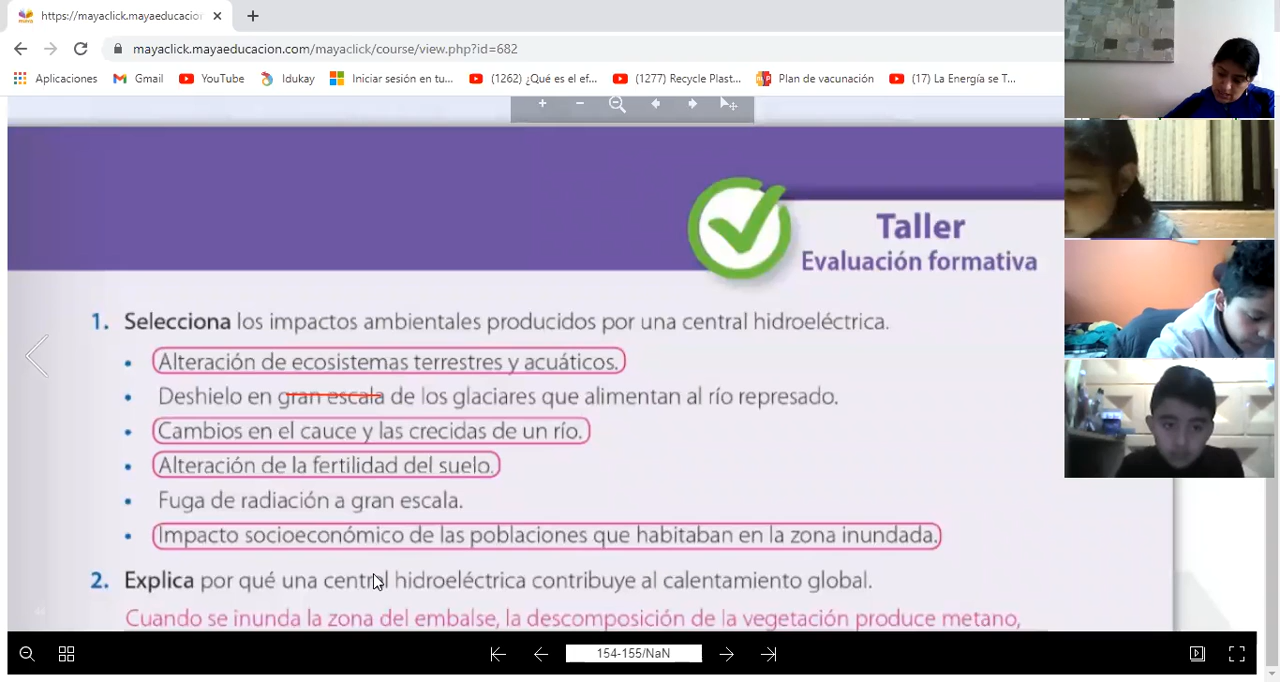 https://mayaclick.mayaeducacion
mayaclick.mayaeducacion.com/mayaclick/course/view.php?id=682
Aplicaciones Gmail YouTube Idukay Iniciar sesión en tu... (1262) ¿Qué es el ef... (1277) Recycle Plast... Plan de vacunación (17) La Energía se T...
Taller
Evaluación formativa
1. Selecciona los impactos ambientales producidos por una central hidroeléctrica.
• Alteración de ecosistemas terrestres y acuáticos.
• Deshielo en gran escala de los glaciares que alimentan al río represado.
• Cambios en el cauce y las crecidas de un río.
• Alteración de la fertilidad del suelo.
• Fuga de radiación a gran escala.
• Impacto socioeconómico de las poblaciones que habitaban en la zona inundada.
2. Explica por qué una central hidroeléctrica contribuye al calentamiento global.
Cuando se inunda la zona del embalse, la descomposición de la vegetación produce metano,
154-155/NaN